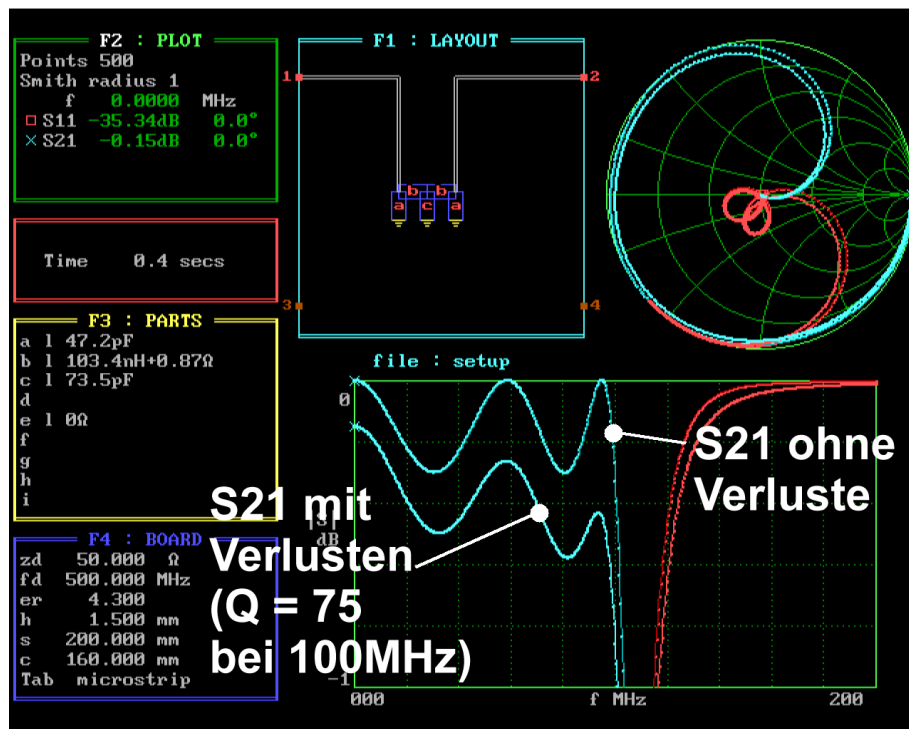 F2 : PLOT
Points 500
Smith radius 1
f 0.0000 MHz
S11 -35.34dB 0.0°
S21 -0.15dB 0.0°
Time 0.4 secs
F3 : PARTS
a l 47.2pF
b l 103.4nH+0.87Ω
c l 73.5pF
d
e l 0Ω
f
g
h
i
F4 : BOARD
zd 50.000 Ω
fd 500.000 MHz
er 4.300
h 1.500 mm
s 200.000 mm
c 160.000 mm
Tab microstrip
F1 : LAYOUT
1
2
b b
a c a
3
4
file : setup
0
|S|
dB
-1
000 f MHz 200
S21 ohne
Verluste
S21 mit
Verlusten
(Q = 75
bei 100MHz)